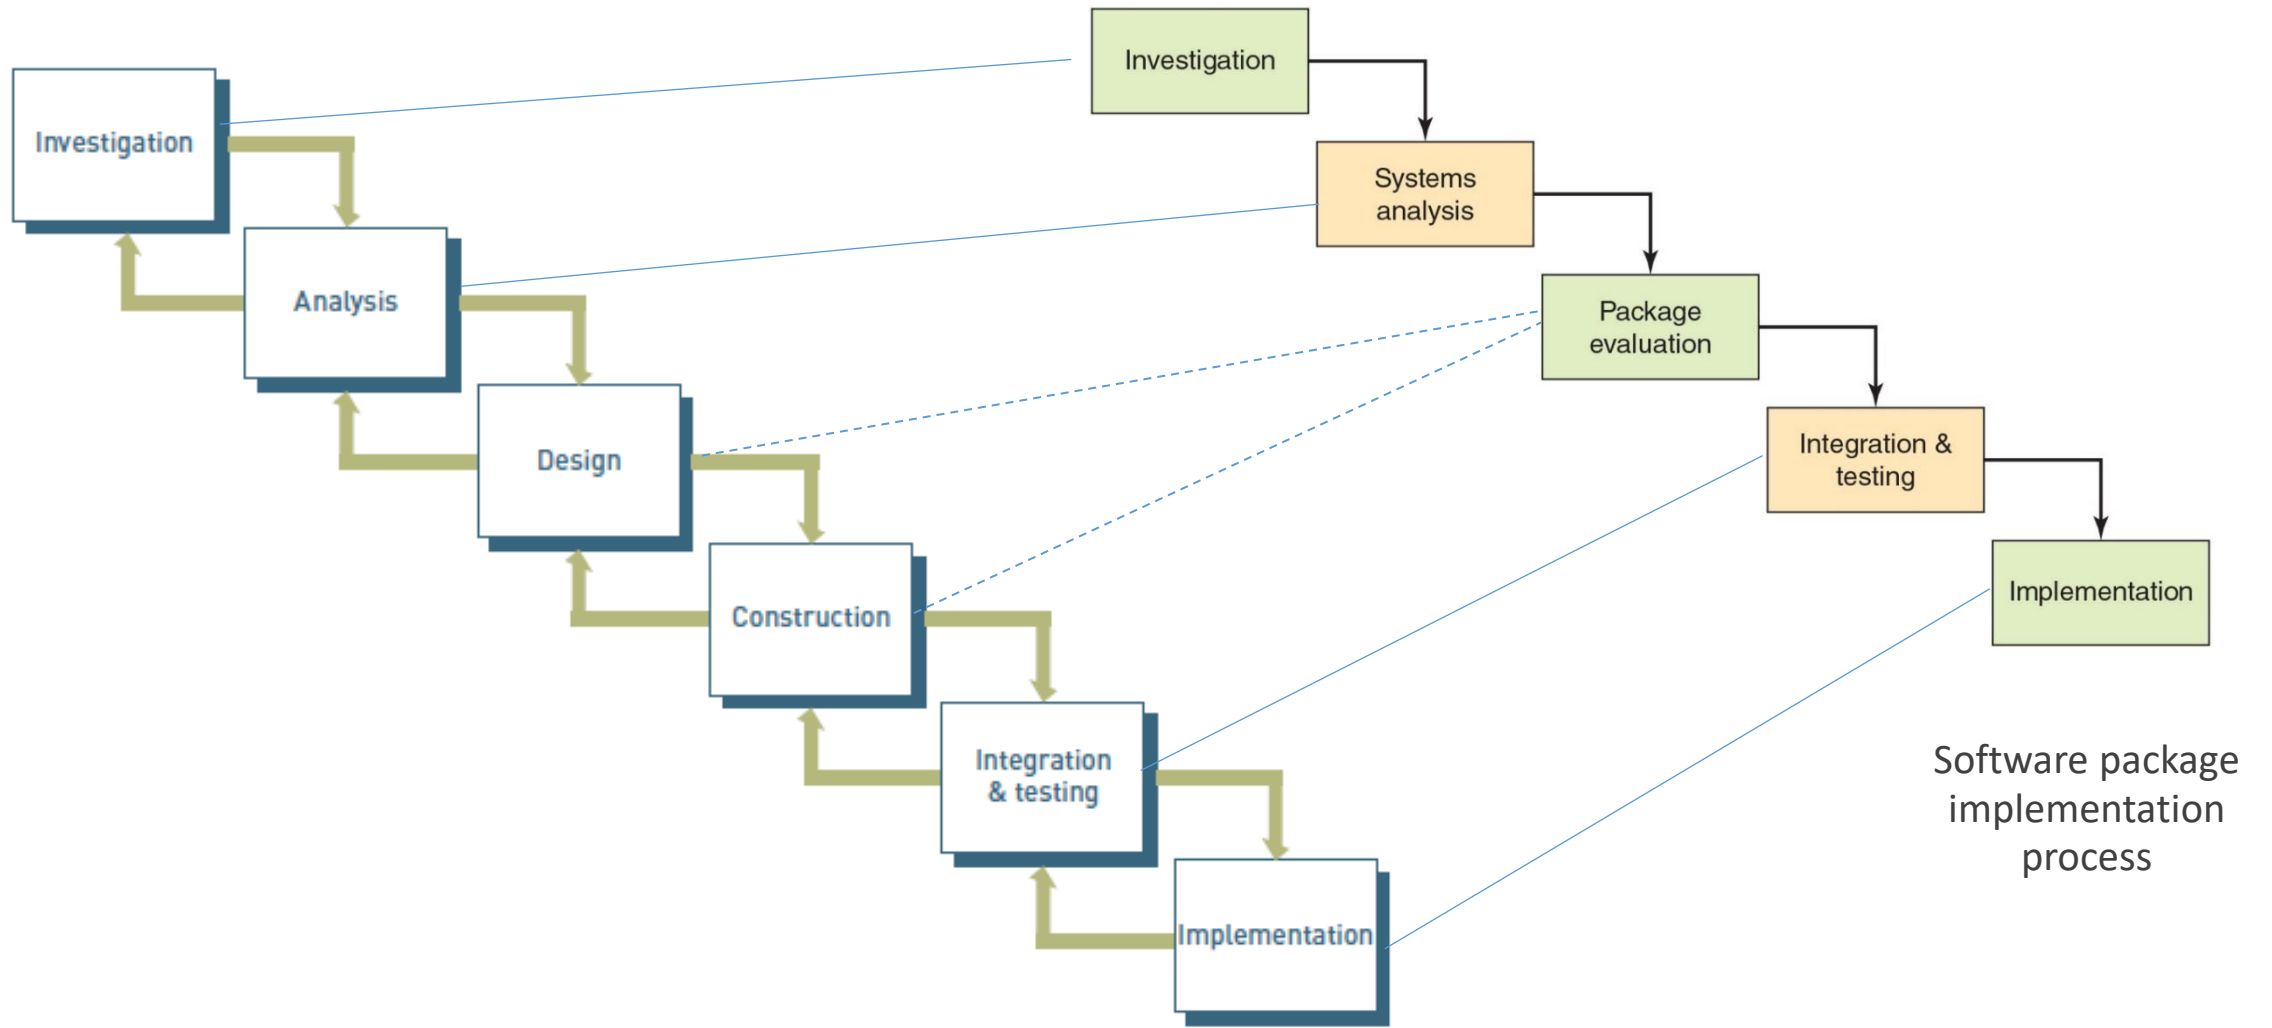 Investigation
Analysis
Design
Construction
Integration
& testing
Implementation
Investigation
Systems
analysis
Package
evaluation
Integration &
testing
Implementation
Software package
implementation
process